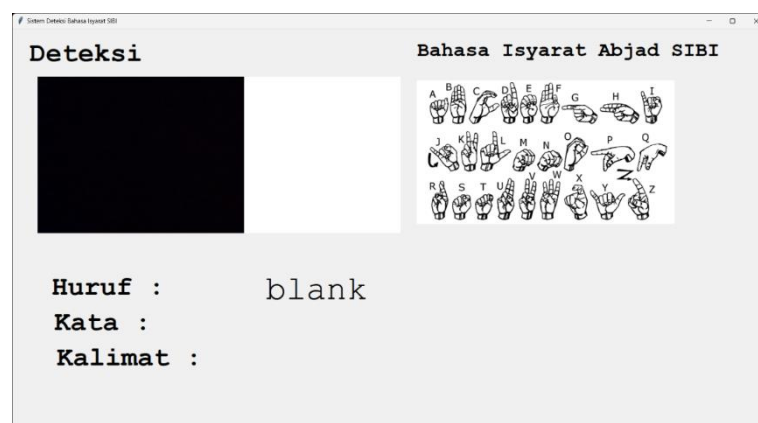 Sistem Deteksi Bahasa Isyarat SIBI
Deteksi
Bahasa Isyarat Abjad SIBI
A B C D E F G H I
J K L M N O P Q
R S T U V W X Y Z
Huruf : blank
Kata :
Kalimat :